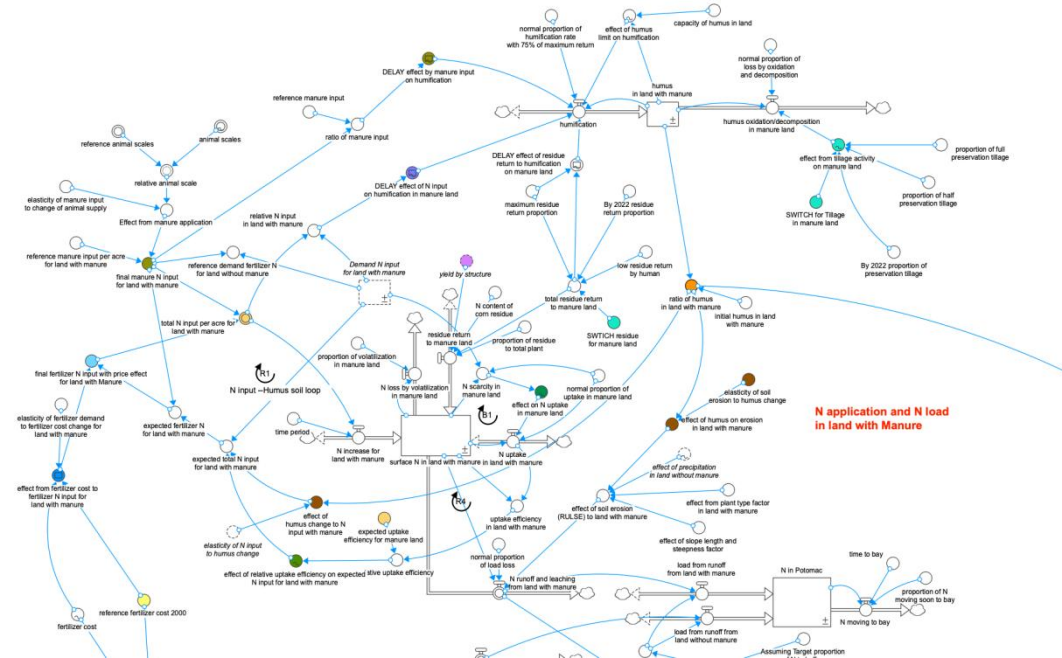 normal proportion of
humification rate
with 75% of maximum return
effect of humus
limit on humification
capacity of humus in land
normal proportion of
loss by oxidation
and decomposition
DELAY effect by manure input
on humification
humus
in land with manure
reference manure input
ratio of manure input
humification
humus oxidation/decomposition
in manure land
reference animal scales
animal scales
DELAY effect of residue
return to humification
on manure land
effect from tillage activity
on manure land
proportion of full
preservation tillage
relative animal scale
DELAY effect of N input
on humification in manure land
elasticity of manure input
to change of animal supply
maximum residue
return proportion
By 2022 residue
return proportion
proportion of half
preservation tillage
SWITCH for Tillage
in manure land
Effect from manure application
relative N input
in land with manure
reference manure input per acre
for land with manure
reference demand fertilizer N
for land without manure
Demand N input
for land with manure
yield by structure
low residue return
by human
By 2022 proportion of
preservation tillage
final manure N input
for land with manure
N content of
corn residue
total residue return
to manure land
ratio of humus
in land with manure
initial humus in land
with manure
total N input per acre for
land with manure
residue return
to manure land
proportion of residue
to total plant
SWTICH residue
for manure land
proportion of volatilization
in manure land
final fertilizer N input with price effect
for land with Manure
R1
N input –Humus soil loop
N loss by volatilization
in manure land
N scarcity in
manure land
normal proportion of
uptake in manure land
elasticity of soil
erosion to humus change
effect on N uptake
in manure land
N application and N load
in land with Manure
elasticity of fertilizer demand
to fertilizer cost change for
land with manure
expected fertilizer N
for land with manure
B1
effect of humus on erosion
in land with manure
time period
N increase for
land with manure
surface N in land with manure
N uptake
in land with manure
expected total N input
for land with manure
effect of precipitation
in land without manure
effect from fertilizer cost to
fertilizer N input for
land with manure
R4
effect of
humus change to N
input with manure
uptake efficiency
in land with manure
effect of soil erosion
(RULSE) to land with manure
effect from plant type factor
in land with manure
elasticity of N input
to humus change
expected uptake
efficiency for manure land
effect of slope length and
steepness factor
normal proportion
of load loss
effect of relative uptake efficiency on expected
N input for land with manure
tive uptake efficiency
N runoff and leaching
from land with manure
load from runoff
from land with manure
N in Potomac
time to bay
proportion of N
moving soon to bay
reference fertilizer cost 2000
fertilizer cost
N moving to bay
load from runoff from
land without manure
Assuming Target proportion